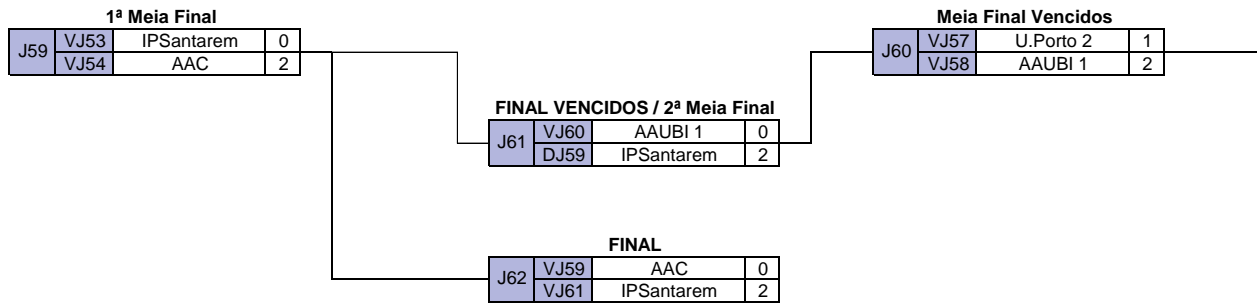 1ª Meia Final
J59 VJ53 IPSantarem 0
VJ54 AAC 2
Meia Final Vencidos
J60 VJ57 U.Porto 2 1
VJ58 AAUBI 1 2
FINAL VENCIDOS / 2ª Meia Final
J61 VJ60 AAUBI 1 0
DJ59 IPSantarem 2
FINAL
J62 VJ59 AAC 0
VJ61 IPSantarem 2